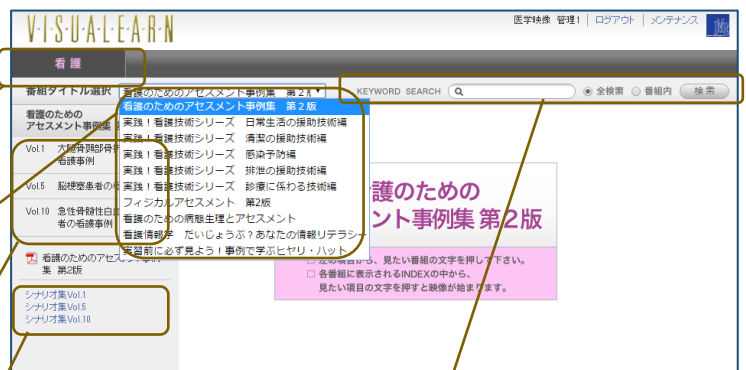 V·I·S·U·A·L·E·A·R·N
医学映像 管理1 | ログアウト | メンテナンス
看護
番組タイトル選択
看護のためのアセスメント事例集 第2版
KEYWORD SEARCH
全検索
番組内
検索
看護のための
アセスメント事例集
Vol.1
看護事例
Vol.5 脳梗塞患者の
Vol.10 急性骨髄性白
者の看護事例
看護のためのアセスメント事例集 第2版
実践!看護技術シリーズ 日常生活の援助技術編
実践!看護技術シリーズ 清潔の援助技術編
実践!看護技術シリーズ 感染予防編
実践!看護技術シリーズ 排泄の援助技術編
実践!看護技術シリーズ 診療に係わる技術編
フィジカルアセスメント 第2版
看護のための病態生理とアセスメント
看護情報学 だいじょうぶ?あなたの情報リテラシー
実習前に必ず見よう!事例で学ぶヒヤリ・ハット
護のための
ント事例集 第2版
左の項目から、見たい番組の文字を押して下さい。
各番組に表示されるINDEXの中から、
見たい項目の文字を押すと映像が始まります。
看護のためのアセスメント事例
集 第2版
シナリオ集Vol.1
シナリオ集Vol.5
シナリオ集Vol.10